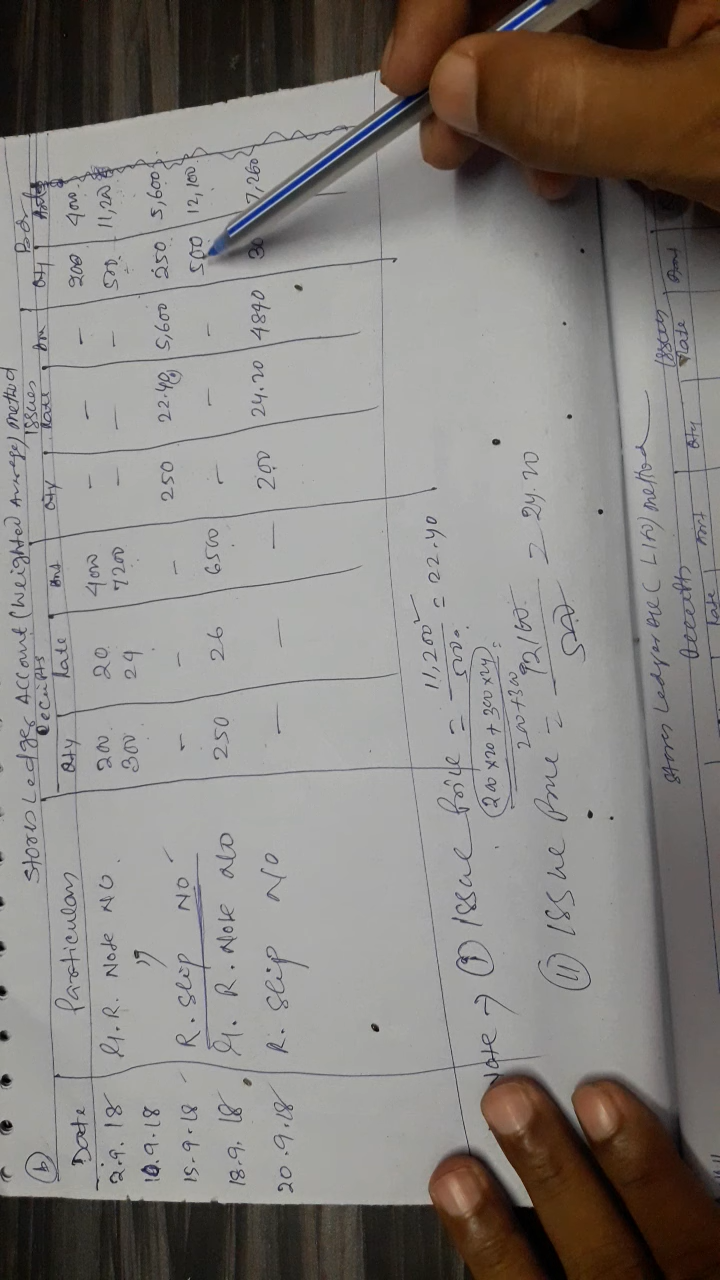 (b) Stores Ledger Account (Weighted Average) Method
Receipts Issues Bal
Date Particulars Qty Rate Amt Qty Rate Amt Qty Amt
2.9.18 G.R. Note NO. 200 20 4000 - - - 200 4000
10.9.18 " 300 24 7200 - - - 500 11,200
15.9.18 R. Slip NO - - - 250 22.40 5,600 250 5,600
18.9.18 G. R. Note No 250 26 6500 - - - 500 12,100
20.9.18 R. Slip NO - - - 200 24.20 4840 30 7,260
Note → (i) Issue Price = 11,200 / 500 = 22.40
(200 x 20 + 300 x 24)
200 + 300
(ii) Issue Price = 12100 / 500 = 24.20
Stores Ledger A/c (LIFO) method
Receipts Issues
Rate Amt Qty Rate Amt